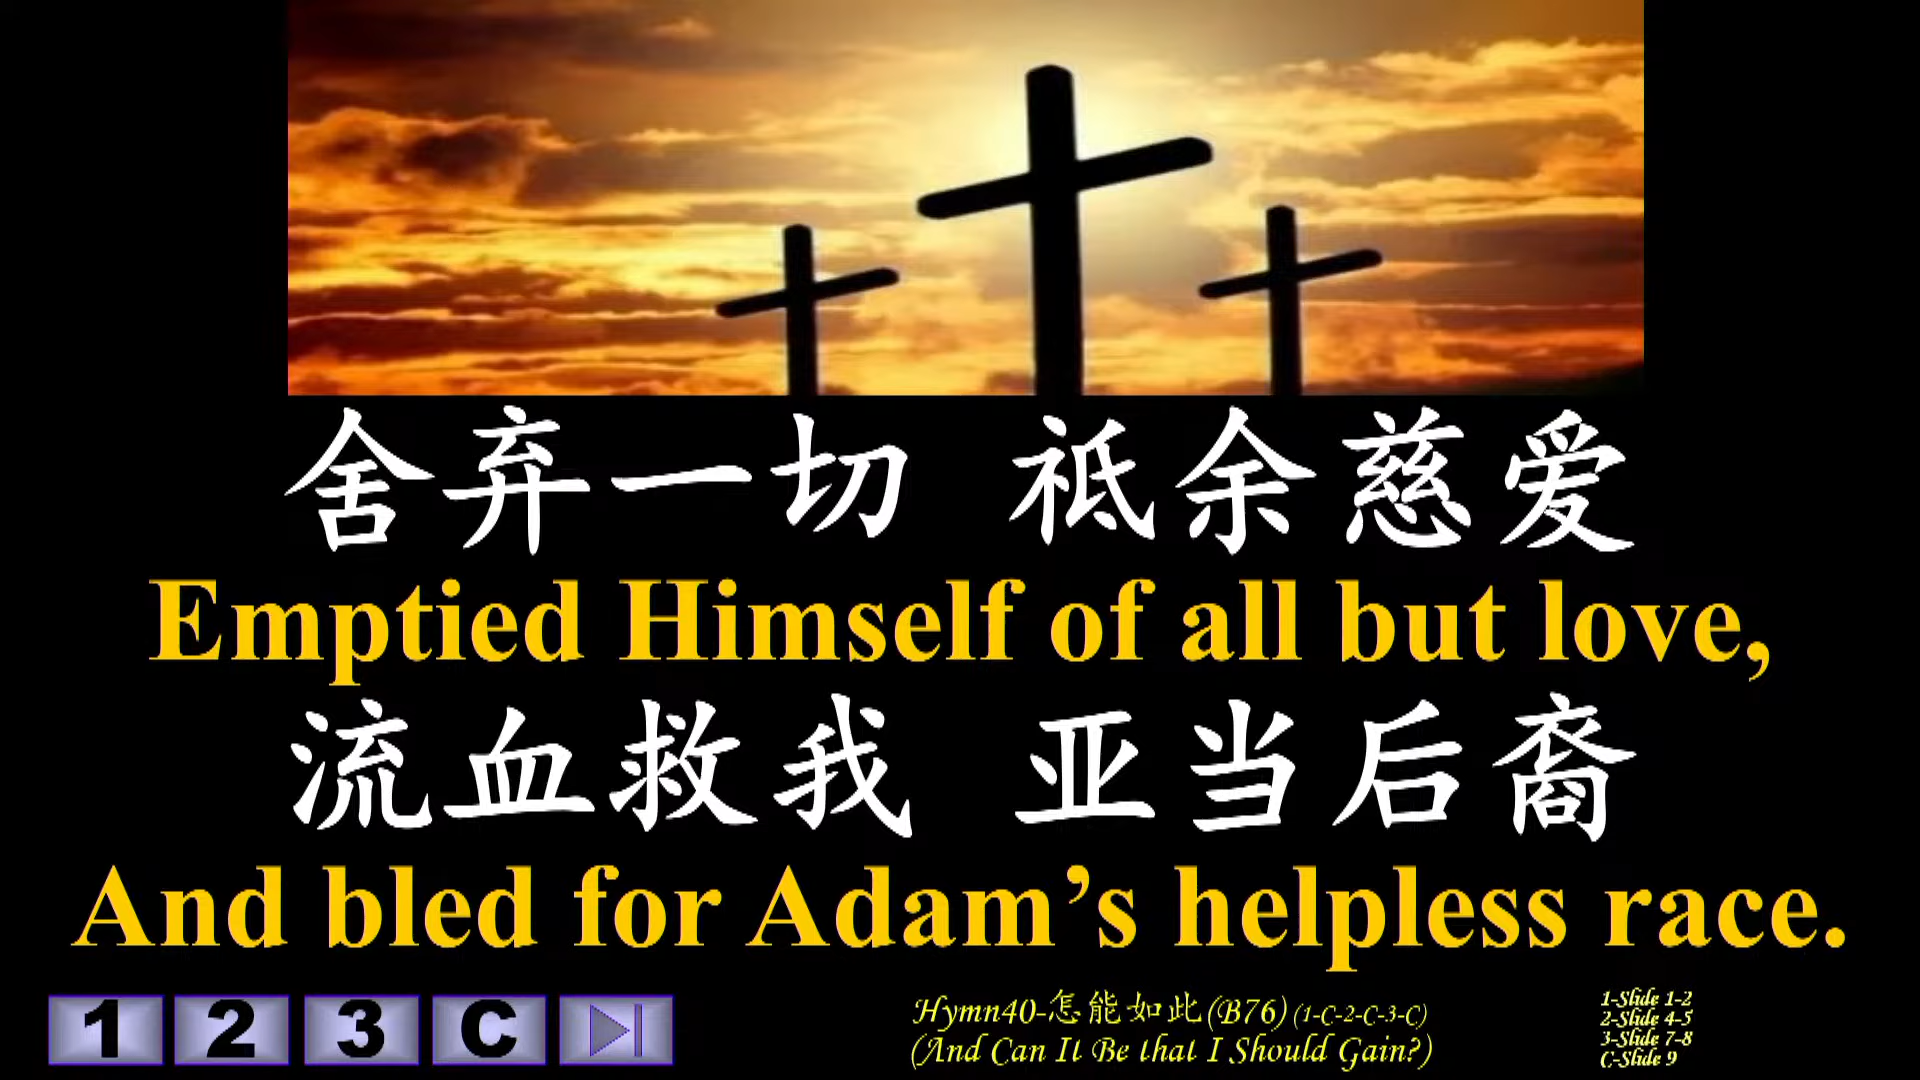 舍弃一切 祗余慈爱
Emptied Himself of all but love,
流血救我 亚当后裔
And bled for Adam’s helpless race.
1 2 3 C
Hymn40-怎能如此(B76) (1-C-2-C-3-C)
(And Can It Be that I Should Gain?)
1-Slide 1-2
2-Slide 4-5
3-Slide 7-8
C-Slide 9